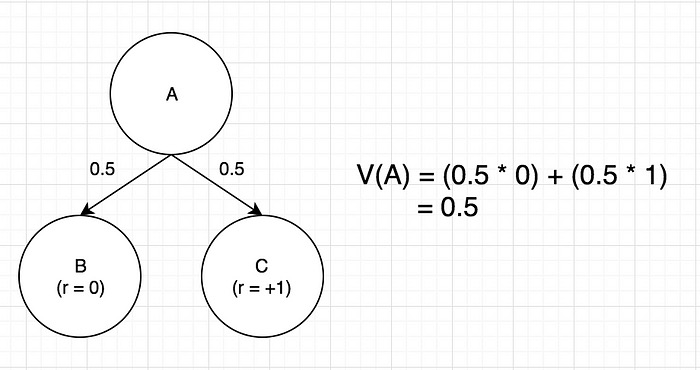 A
0.5
0.5
B
(r = 0)
C
(r = +1)
V(A) = (0.5 * 0) + (0.5 * 1)
= 0.5